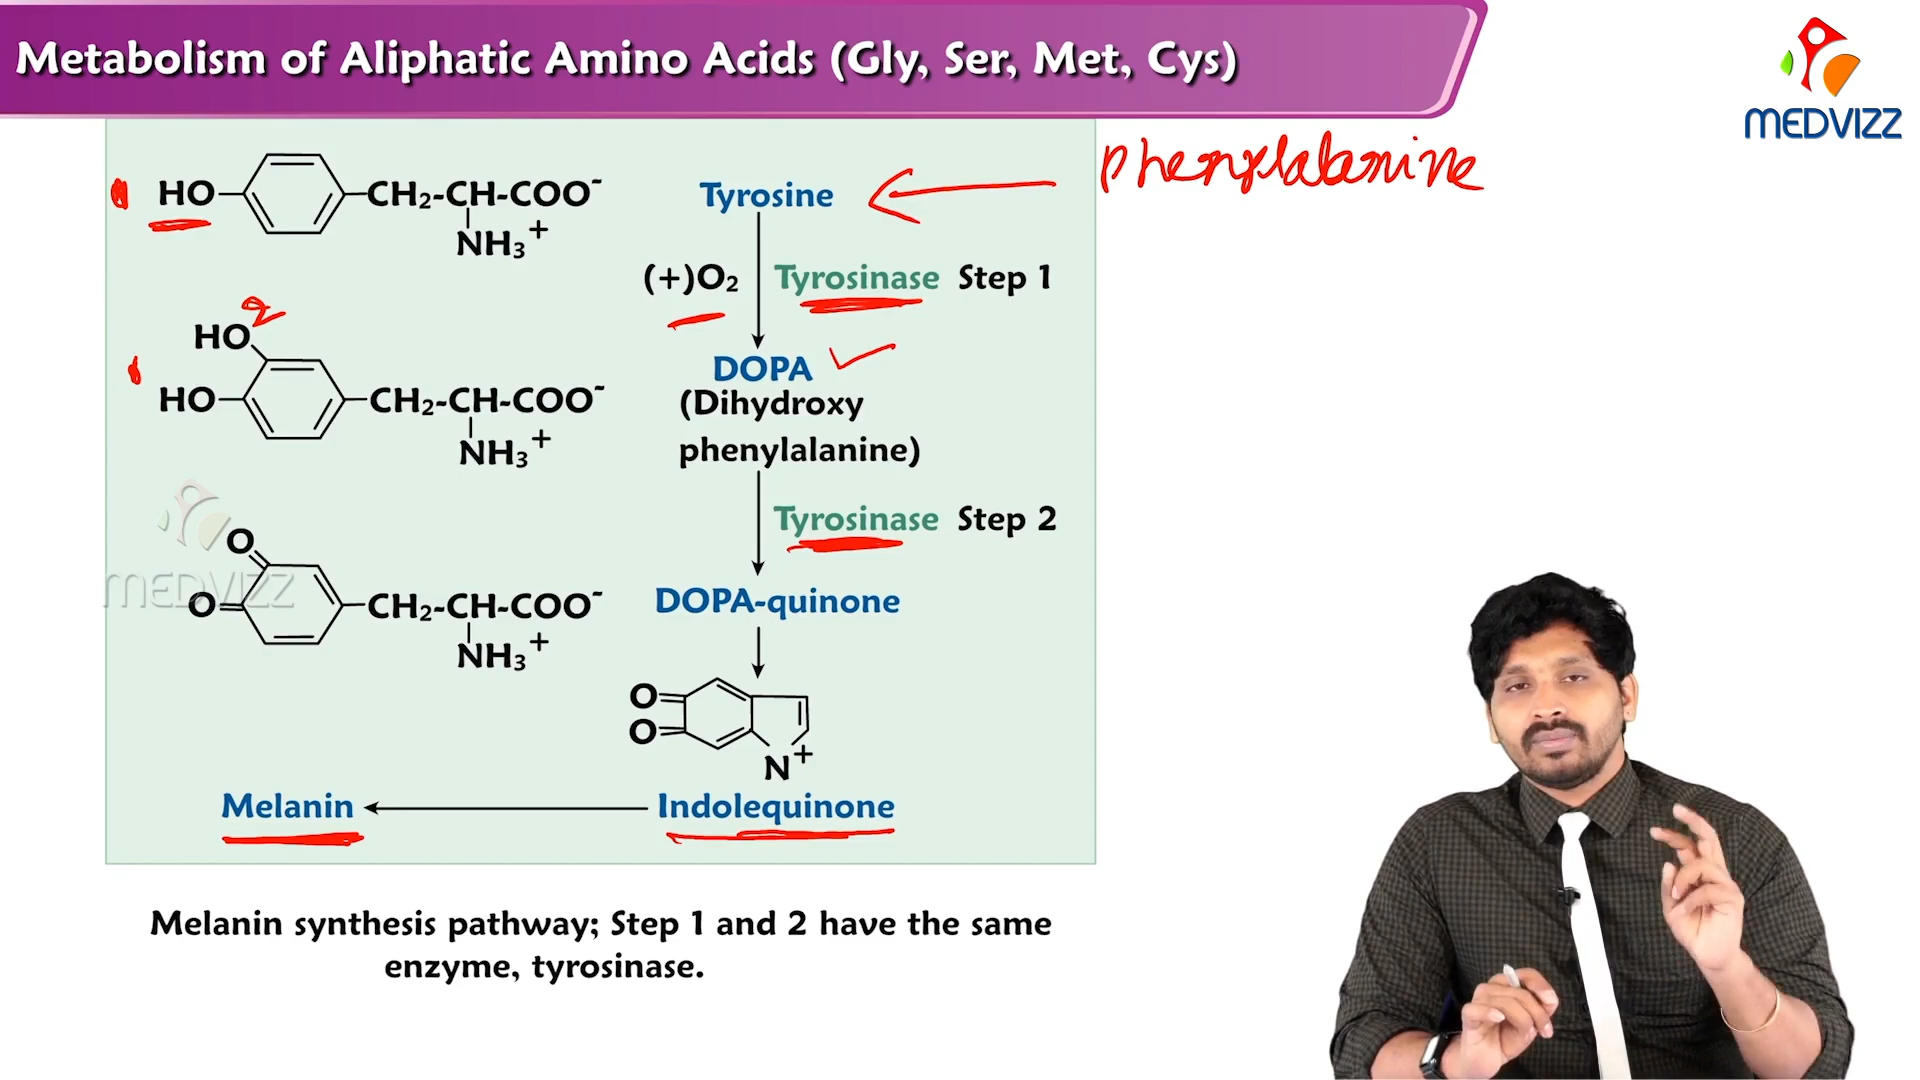 Metabolism of Aliphatic Amino Acids (Gly, Ser, Met, Cys)
MEDVIZZ
phenylalanine
HO
CH2-CH-COO-
NH3+
Tyrosine
(+)O2
Tyrosinase Step 1
2
HO
HO
CH2-CH-COO-
NH3+
DOPA
(Dihydroxy
phenylalanine)
Tyrosinase Step 2
MEDVIZZ
O
O
CH2-CH-COO-
NH3+
DOPA-quinone
O
O
N+
Melanin
Indolequinone
Melanin synthesis pathway; Step 1 and 2 have the same
enzyme, tyrosinase.